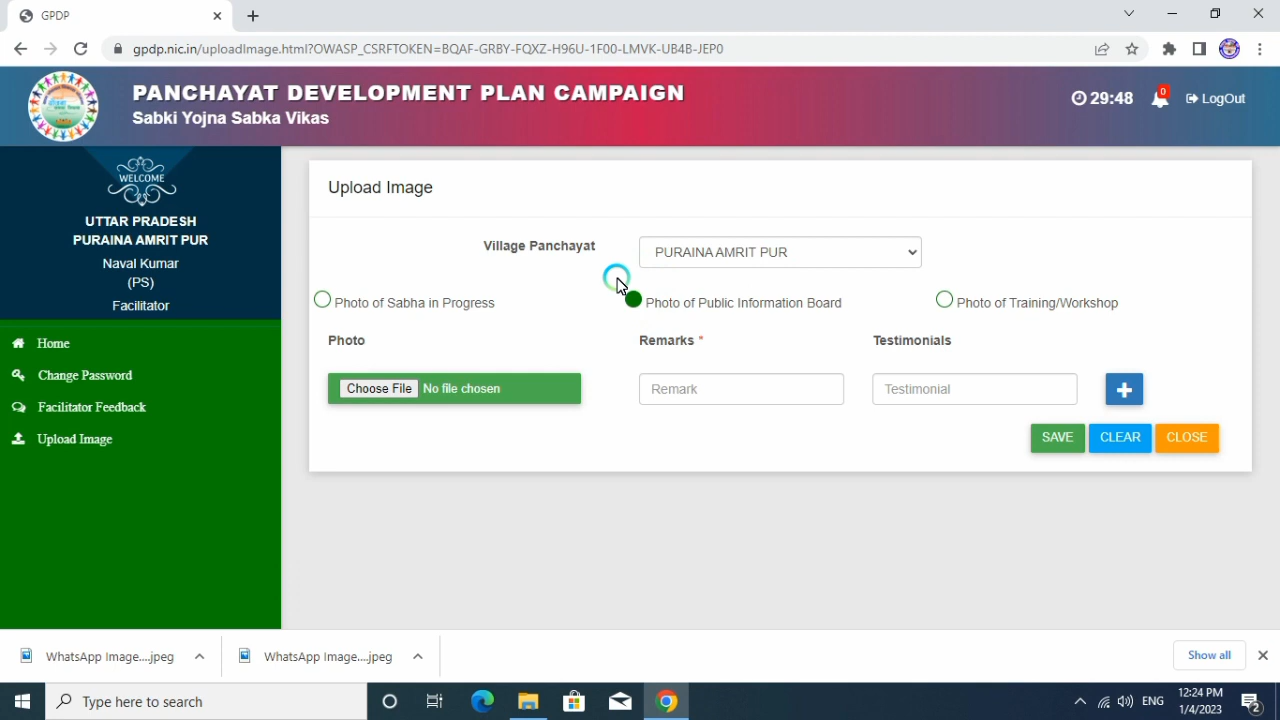 GPDP
gpdp.nic.in/uploadImage.html?OWASP_CSRFTOKEN=BQAF-GRBY-FQXZ-H96U-1F00-LMVK-UB4B-JEP0
PANCHAYAT DEVELOPMENT PLAN CAMPAIGN
Sabki Yojna Sabka Vikas
29:48
0
LogOut
WELCOME
UTTAR PRADESH
PURAINA AMRIT PUR
Naval Kumar
(PS)
Facilitator
Home
Change Password
Facilitator Feedback
Upload Image
Upload Image
Village Panchayat
PURAINA AMRIT PUR
Photo of Sabha in Progress
Photo of Public Information Board
Photo of Training/Workshop
Photo
Remarks *
Testimonials
Choose File No file chosen
Remark
Testimonial
SAVE
CLEAR
CLOSE
WhatsApp Image....jpeg
WhatsApp Image....jpeg
Show all
Type here to search
ENG
12:24 PM
1/4/2023
2